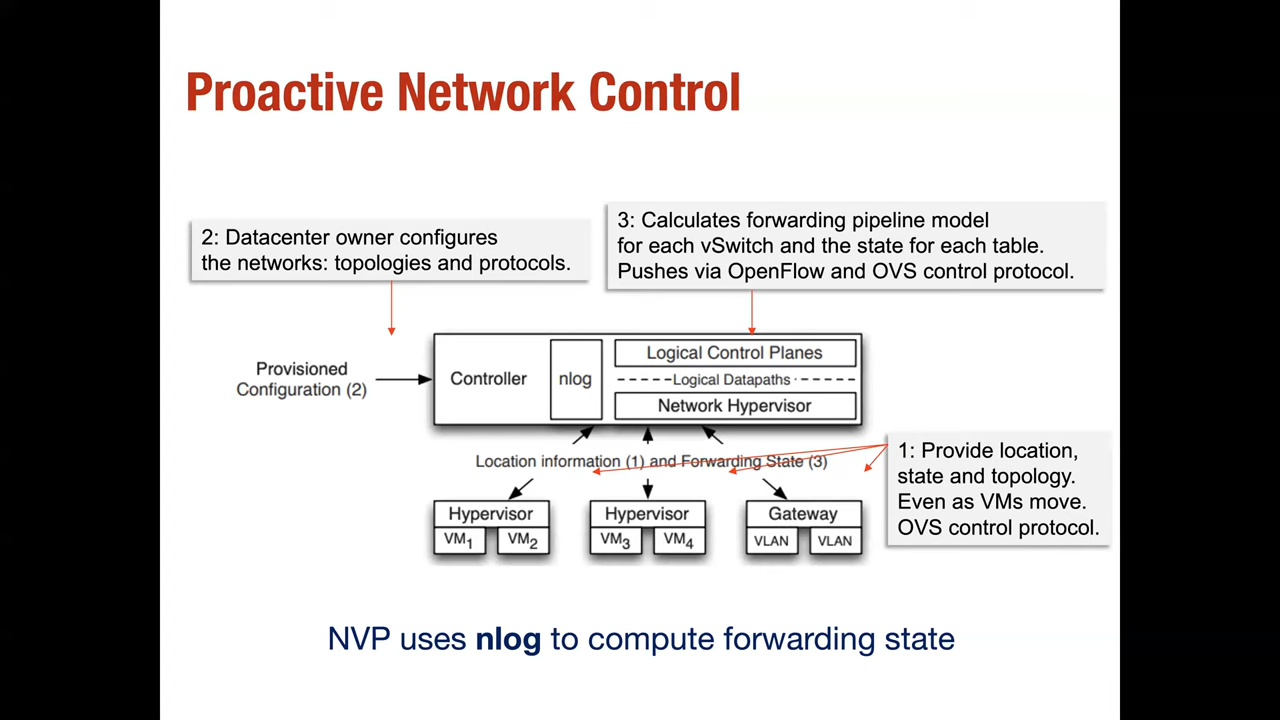 Proactive Network Control
2: Datacenter owner configures
the networks: topologies and protocols.
3: Calculates forwarding pipeline model
for each vSwitch and the state for each table.
Pushes via OpenFlow and OVS control protocol.
Provisioned
Configuration (2)
Controller
nlog
Logical Control Planes
Logical Datapaths
Network Hypervisor
Location information (1) and Forwarding State (3)
1: Provide location,
state and topology.
Even as VMs move.
OVS control protocol.
Hypervisor
VM1 VM2
Hypervisor
VM3 VM4
Gateway
VLAN VLAN
NVP uses nlog to compute forwarding state